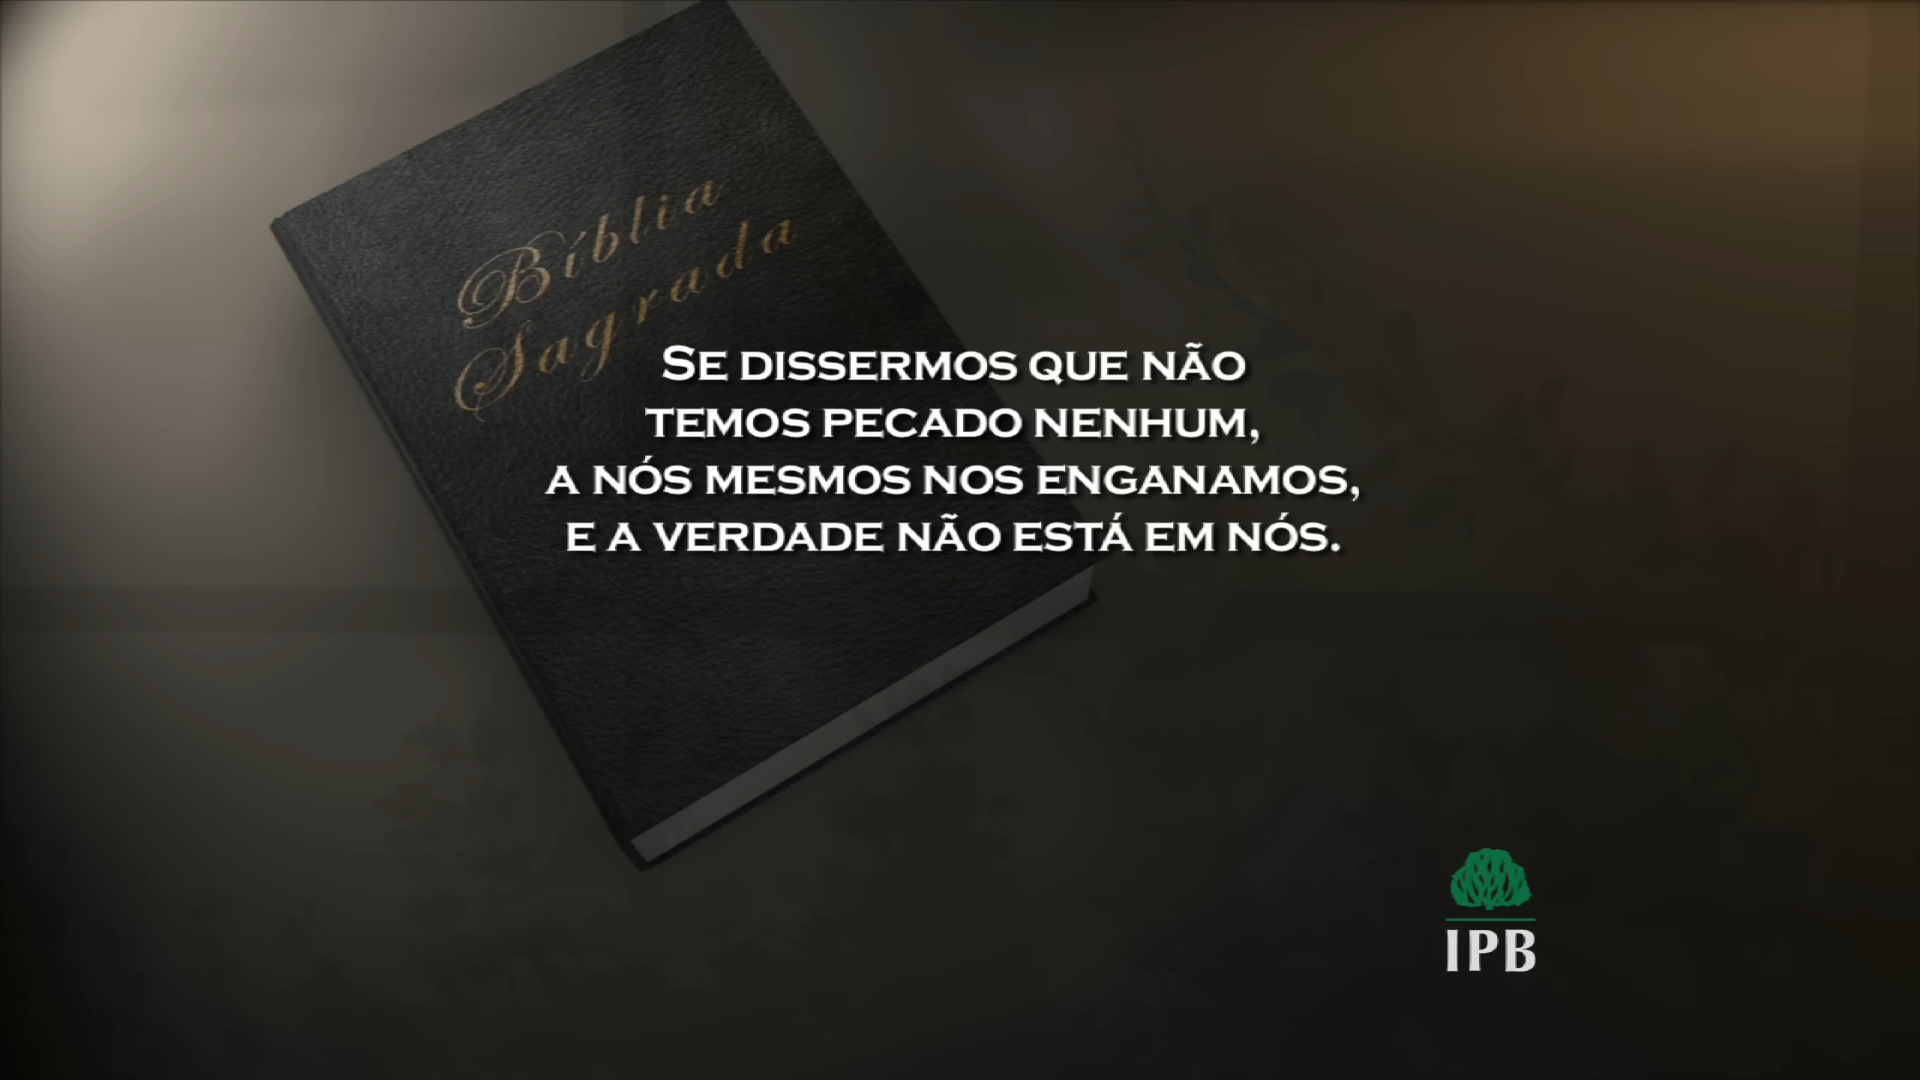 Bíblia
Sagrada
SE DISSERMOS QUE NÃO
TEMOS PECADO NENHUM,
A NÓS MESMOS NOS ENGANAMOS,
E A VERDADE NÃO ESTÁ EM NÓS.
IPB